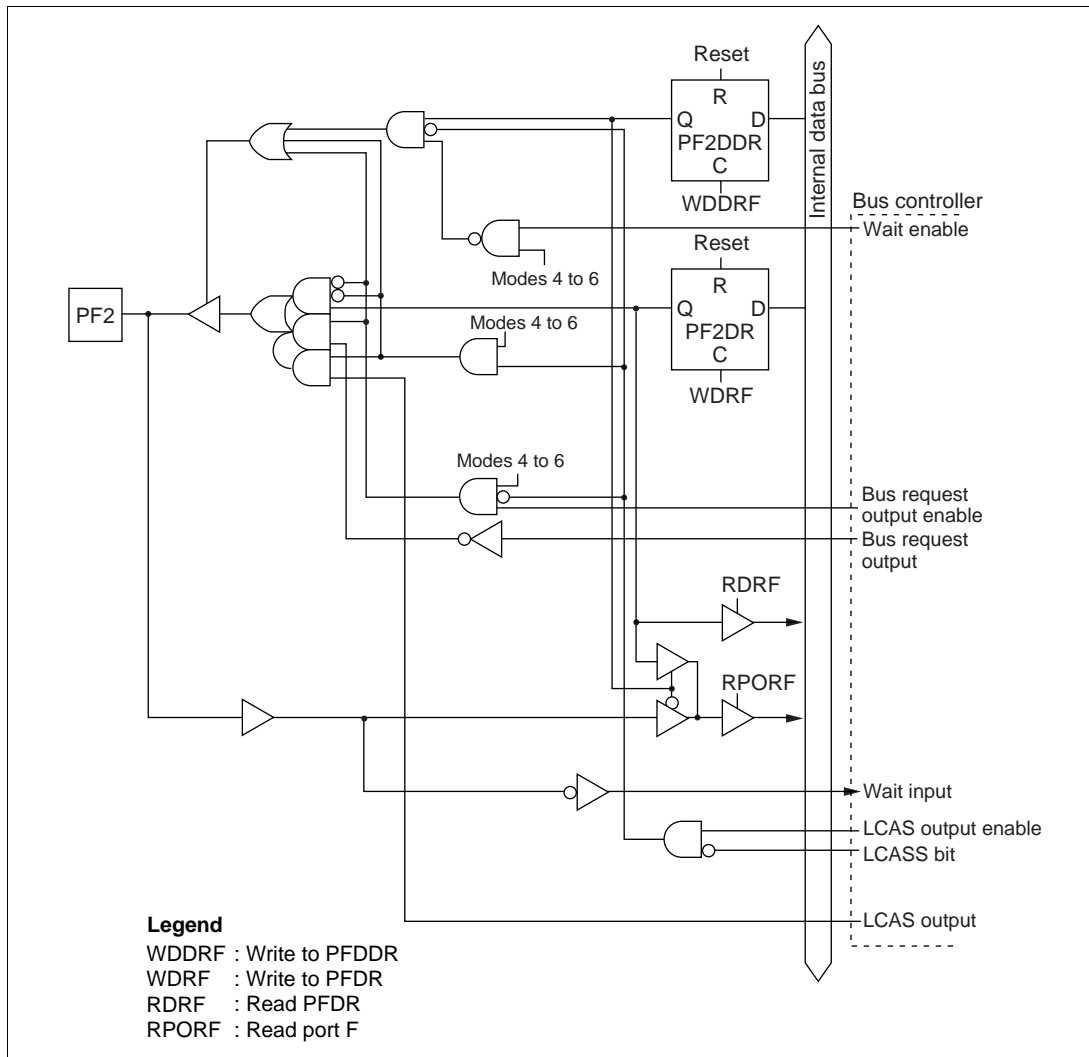 Reset
R
Q D
PF2DDR
C
WDDRF
Internal data bus
Bus controller
Wait enable
Modes 4 to 6
Reset
R
Q D
PF2DR
C
WDRF
PF2
Modes 4 to 6
Modes 4 to 6
Bus request
output enable
Bus request
output
RDRF
RPORF
Wait input
LCAS output enable
LCASS bit
LCAS output
Legend
WDDRF : Write to PFDDR
WDRF : Write to PFDR
RDRF : Read PFDR
RPORF : Read port F